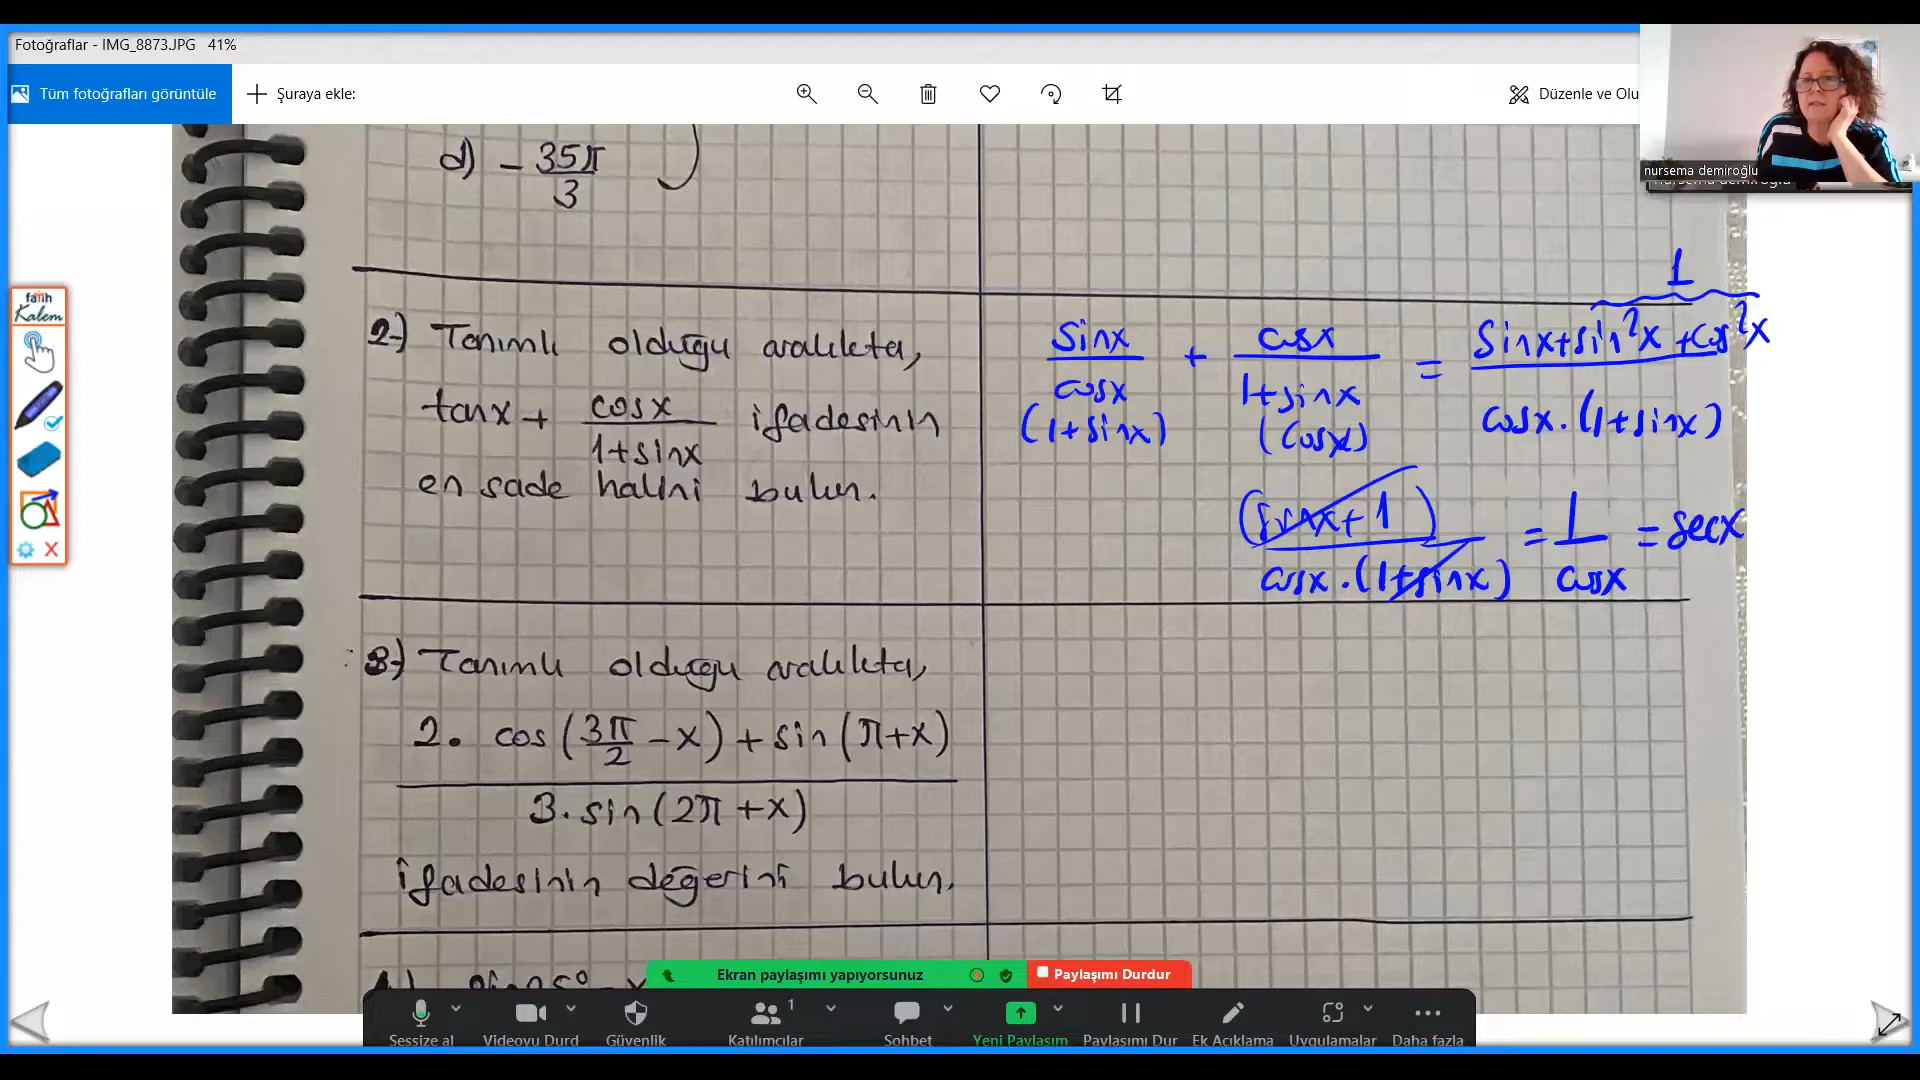 Fotoğraflar - IMG_8873.JPG 41%
Tüm fotoğrafları görüntüle
Şuraya ekle:
Düzenle ve Olu
nursema demiroğlu
fatih
Kalem
d) - 35π/3
2-) Tanımlı olduğu aralıkta,
tanx + cosx/1+sinx ifadesinin
en sade halini bulun.
sinx/cosx + cosx/1+sinx = sinx+sin²x+cos²x/cosx.(1+sinx)
(1+sinx) (cosx)
1
(sinx+1)/cosx.(1+sinx) = 1/cosx = secx
3-) Tanımlı olduğu aralıkta,
2. cos(3π/2 - x) + sin(π+x)
3. sin(2π+x)
ifadesinin değerini bulun.
Ekran paylaşımı yapıyorsunuz
Paylaşımı Durdur
1
Sessize al
Videoyu Durd
Güvenlik
Katılımcılar
Sohbet
Yeni Paylaşım
Paylaşımı Dur
Ek Açıklama
Uygulamalar
Daha fazla